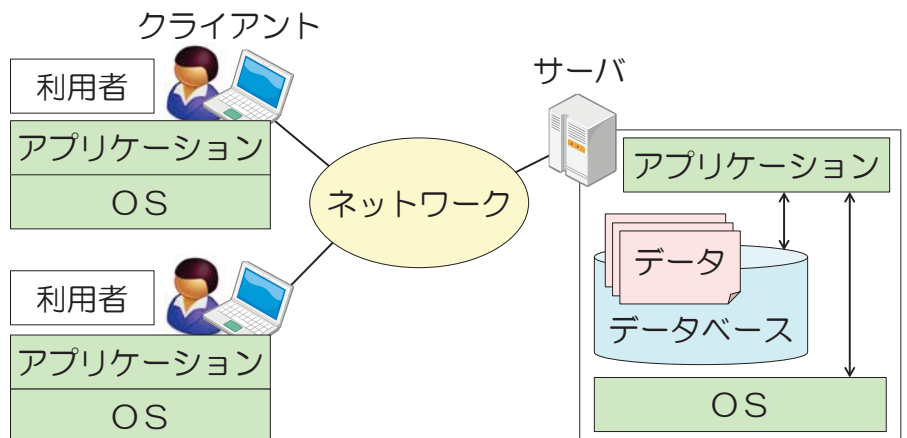 クライアント
利用者
アプリケーション
OS
利用者
アプリケーション
OS
ネットワーク
サーバ
アプリケーション
データ
データベース
OS